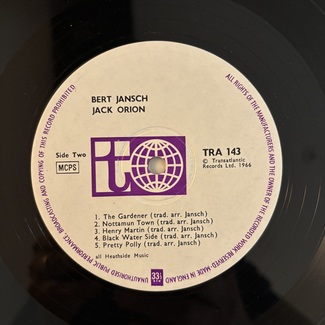 BERT JANSCH
JACK ORION
Side Two
MCPS
TRA 143
© Transatlantic
Records Ltd. 1966
1. The Gardener (trad. arr. Jansch)
2. Nottamun Town (trad. arr. Jansch)
3. Henry Martin (trad. arr. Jansch)
4. Black Water Side (trad. arr. Jansch)
5. Pretty Polly (trad. arr. Jansch)
all Heathside Music
33⅓
ALL RIGHTS OF THE MANUFACTURER AND THE OWNER OF THE RECORDED WORK RESERVED-MADE IN ENGLAND
UNAUTHORISED PUBLIC PERFORMANCE, BROADCASTING AND COPYING OF THIS RECORD PROHIBITED